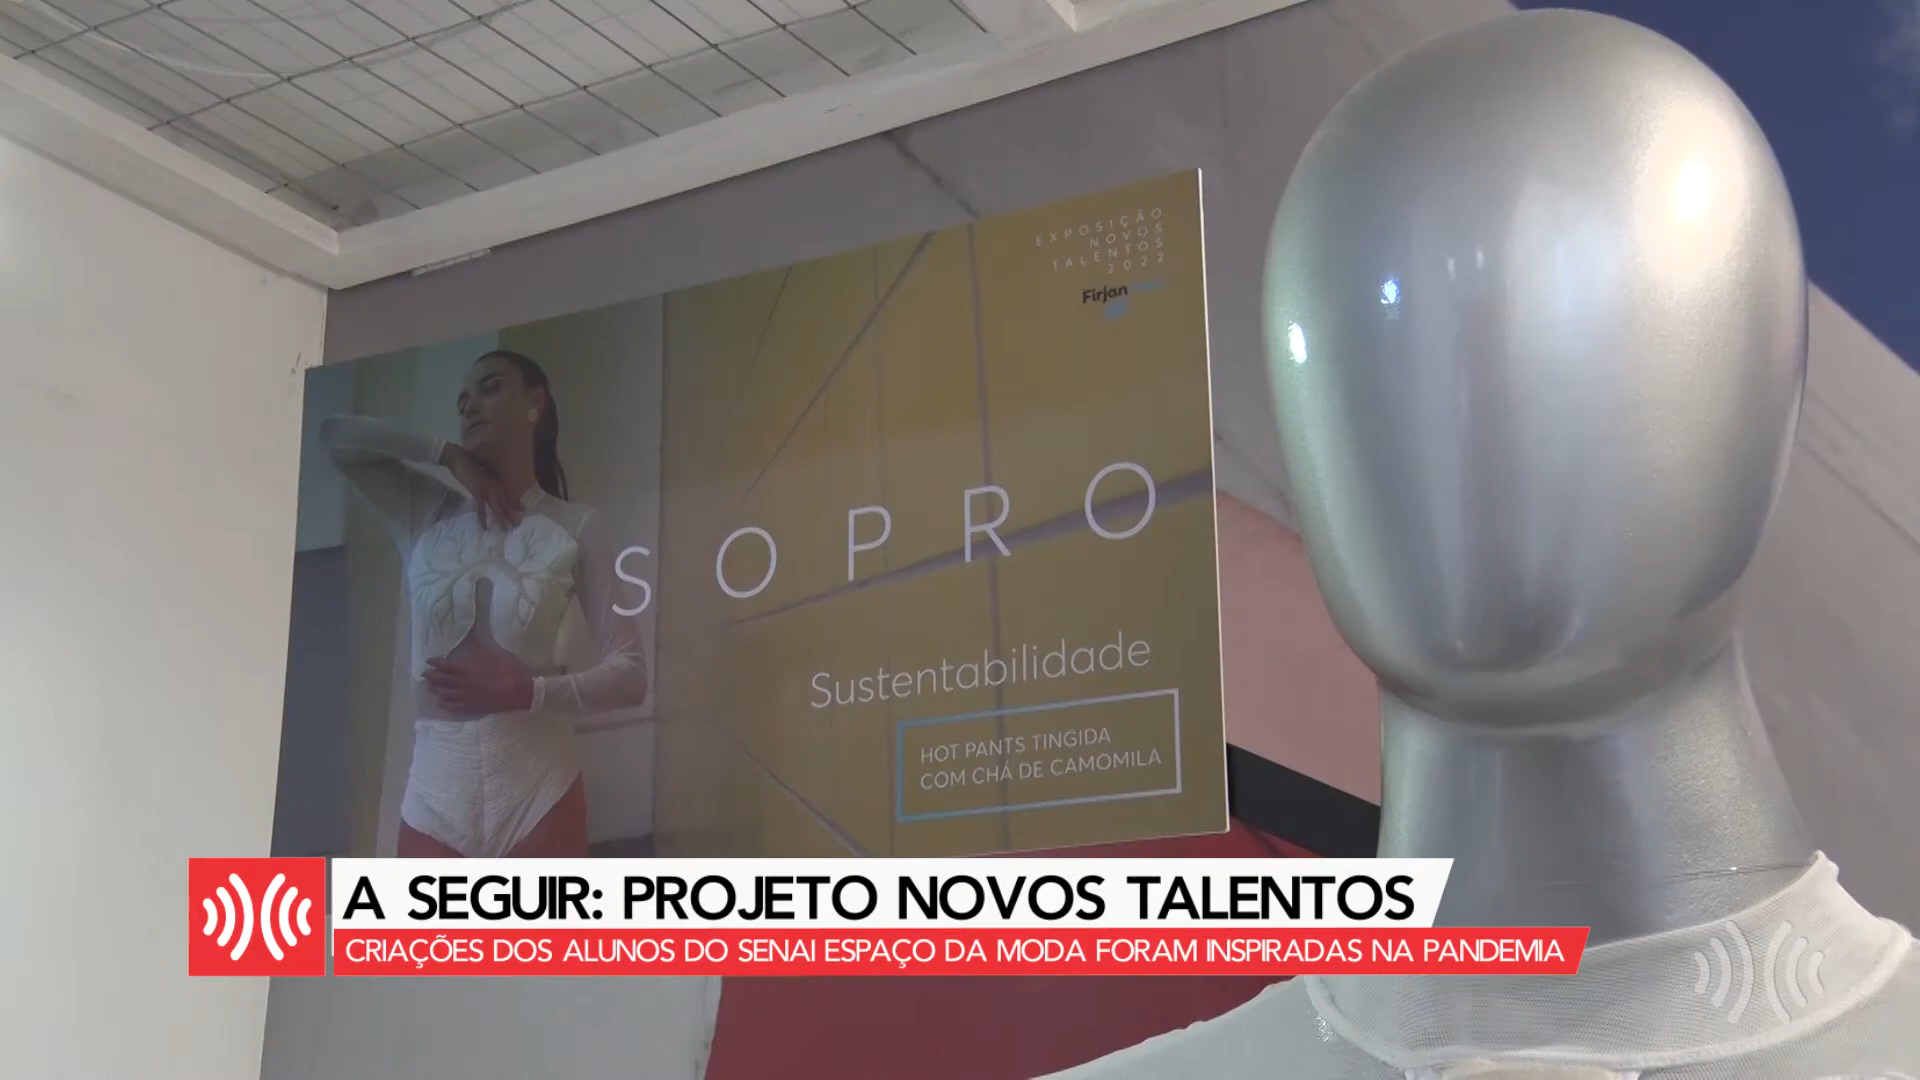 EXPOSIÇÃO
NOVOS
TALENTOS
2022
Firjan
SOPRO
Sustentabilidade
HOT PANTS TINGIDA
COM CHÁ DE CAMOMILA
A SEGUIR: PROJETO NOVOS TALENTOS
CRIAÇÕES DOS ALUNOS DO SENAI ESPAÇO DA MODA FORAM INSPIRADAS NA PANDEMIA